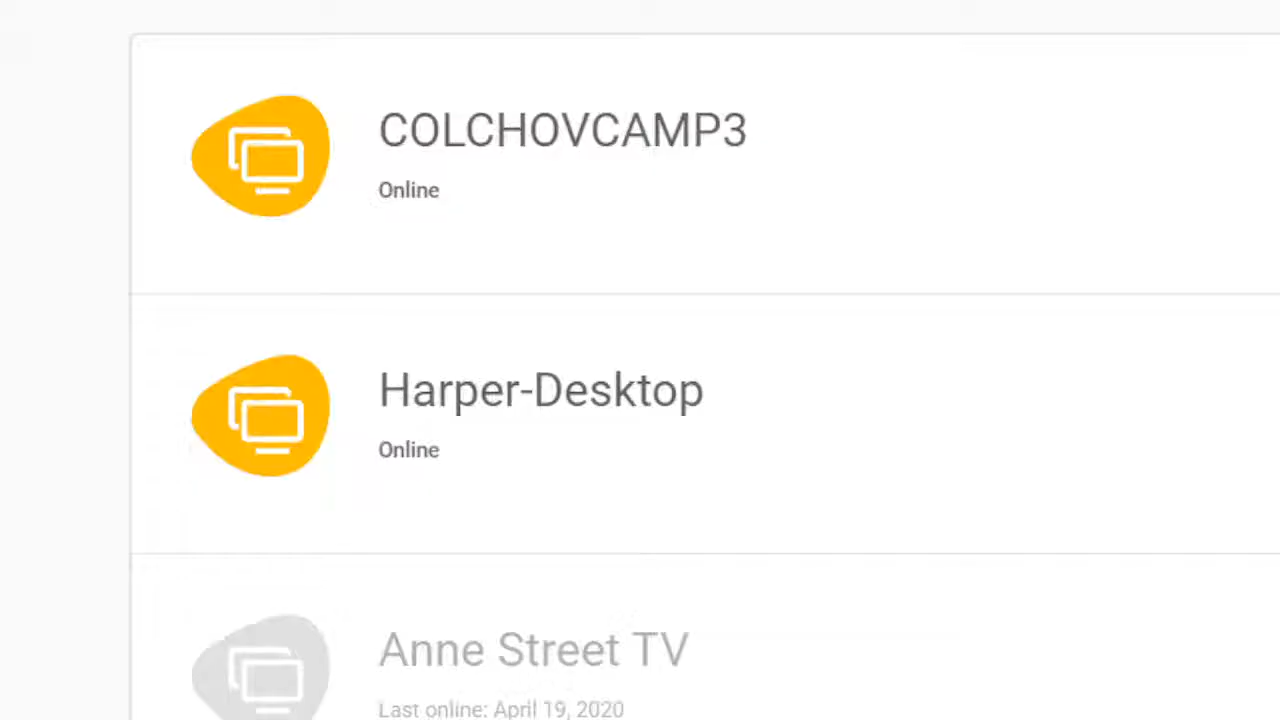 COLCHOVCAMP3
Online
Harper-Desktop
Online
Anne Street TV
Last online: April 19, 2020